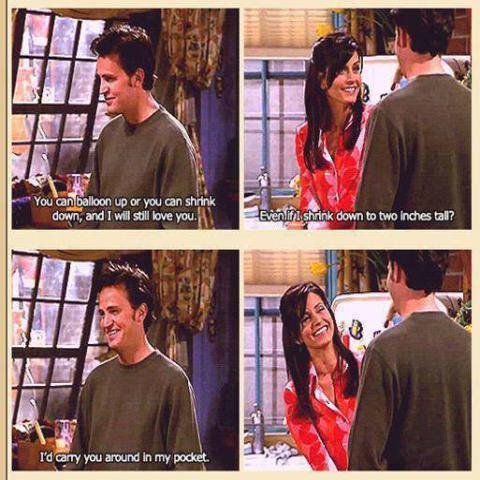 You can balloon up or you can shrink
down, and I will still love you.
Even if I shrink down to two inches tall?
I'd carry you around in my pocket.